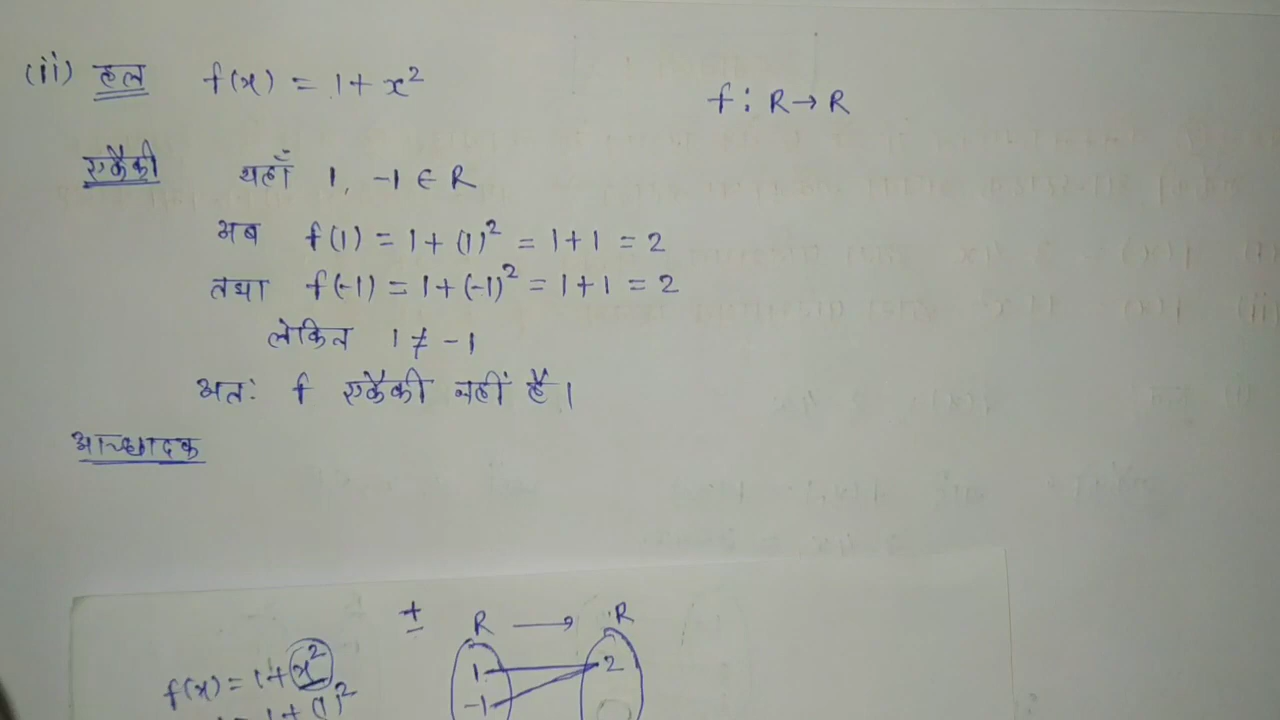 (ii) हल f(x) = 1 + x² f : R → R
एकैकी यहाँ 1, -1 ∈ R
अब f(1) = 1 + (1)² = 1 + 1 = 2
तथा f(-1) = 1 + (-1)² = 1 + 1 = 2
लेकिन 1 ≠ -1
अतः f एकैकी नहीं है।
आच्छादक
± R → R
f(x) = 1 + x² 1 2
-1